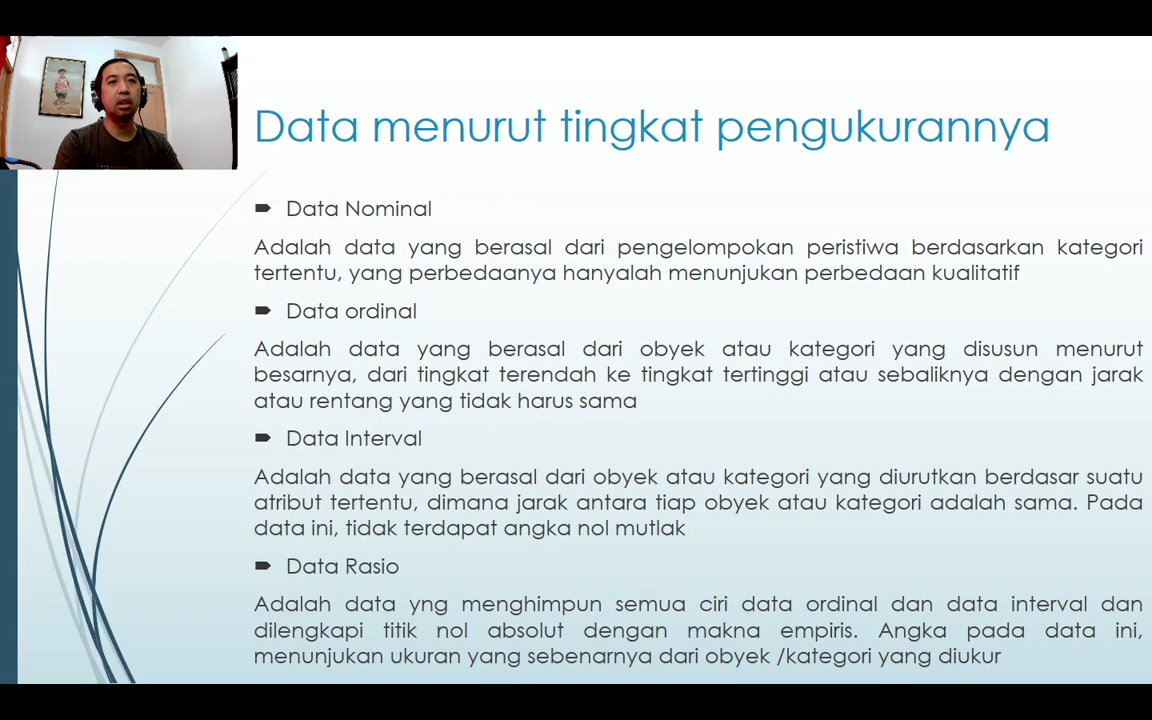 Data menurut tingkat pengukurannya
Data Nominal
Adalah data yang berasal dari pengelompokan peristiwa berdasarkan kategori
tertentu, yang perbedaanya hanyalah menunjukan perbedaan kualitatif
Data ordinal
Adalah data yang berasal dari obyek atau kategori yang disusun menurut
besarnya, dari tingkat terendah ke tingkat tertinggi atau sebaliknya dengan jarak
atau rentang yang tidak harus sama
Data Interval
Adalah data yang berasal dari obyek atau kategori yang diurutkan berdasar suatu
atribut tertentu, dimana jarak antara tiap obyek atau kategori adalah sama. Pada
data ini, tidak terdapat angka nol mutlak
Data Rasio
Adalah data yng menghimpun semua ciri data ordinal dan data interval dan
dilengkapi titik nol absolut dengan makna empiris. Angka pada data ini,
menunjukan ukuran yang sebenarnya dari obyek /kategori yang diukur